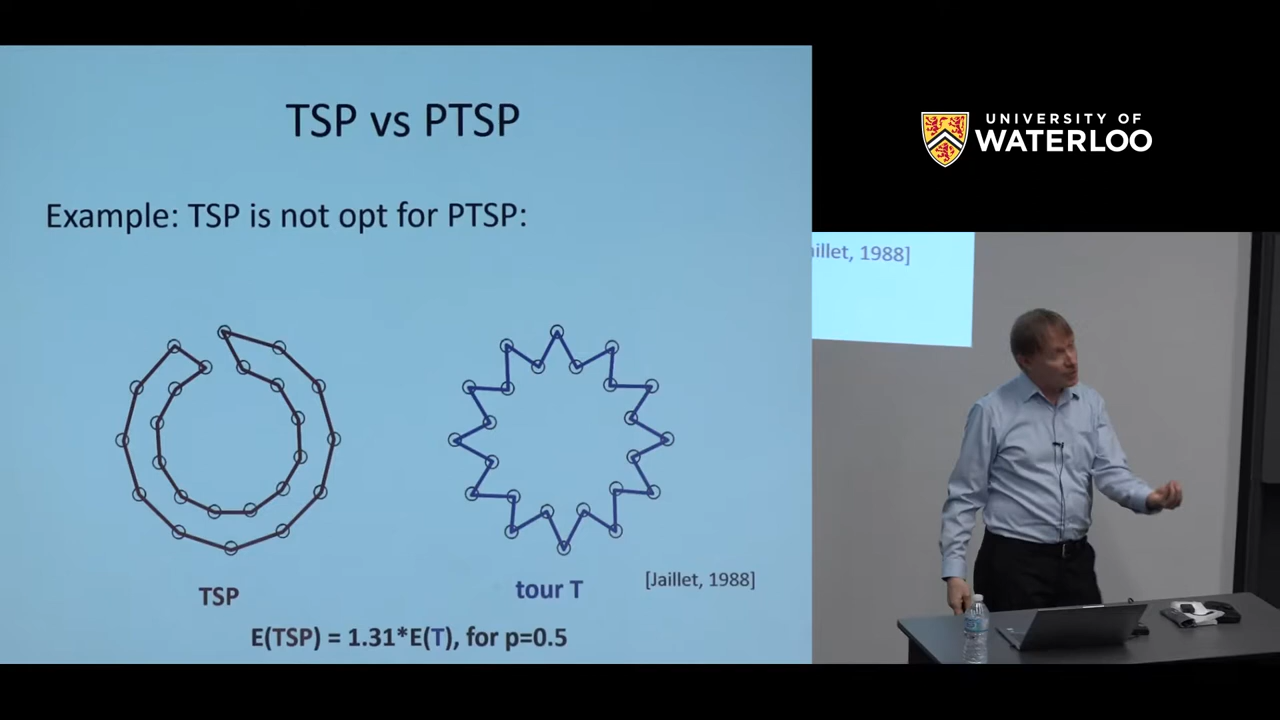 TSP vs PTSP
Example: TSP is not opt for PTSP:
TSP
tour T
[Jaillet, 1988]
E(TSP) = 1.31*E(T), for p=0.5
UNIVERSITY OF
WATERLOO
illet, 1988]